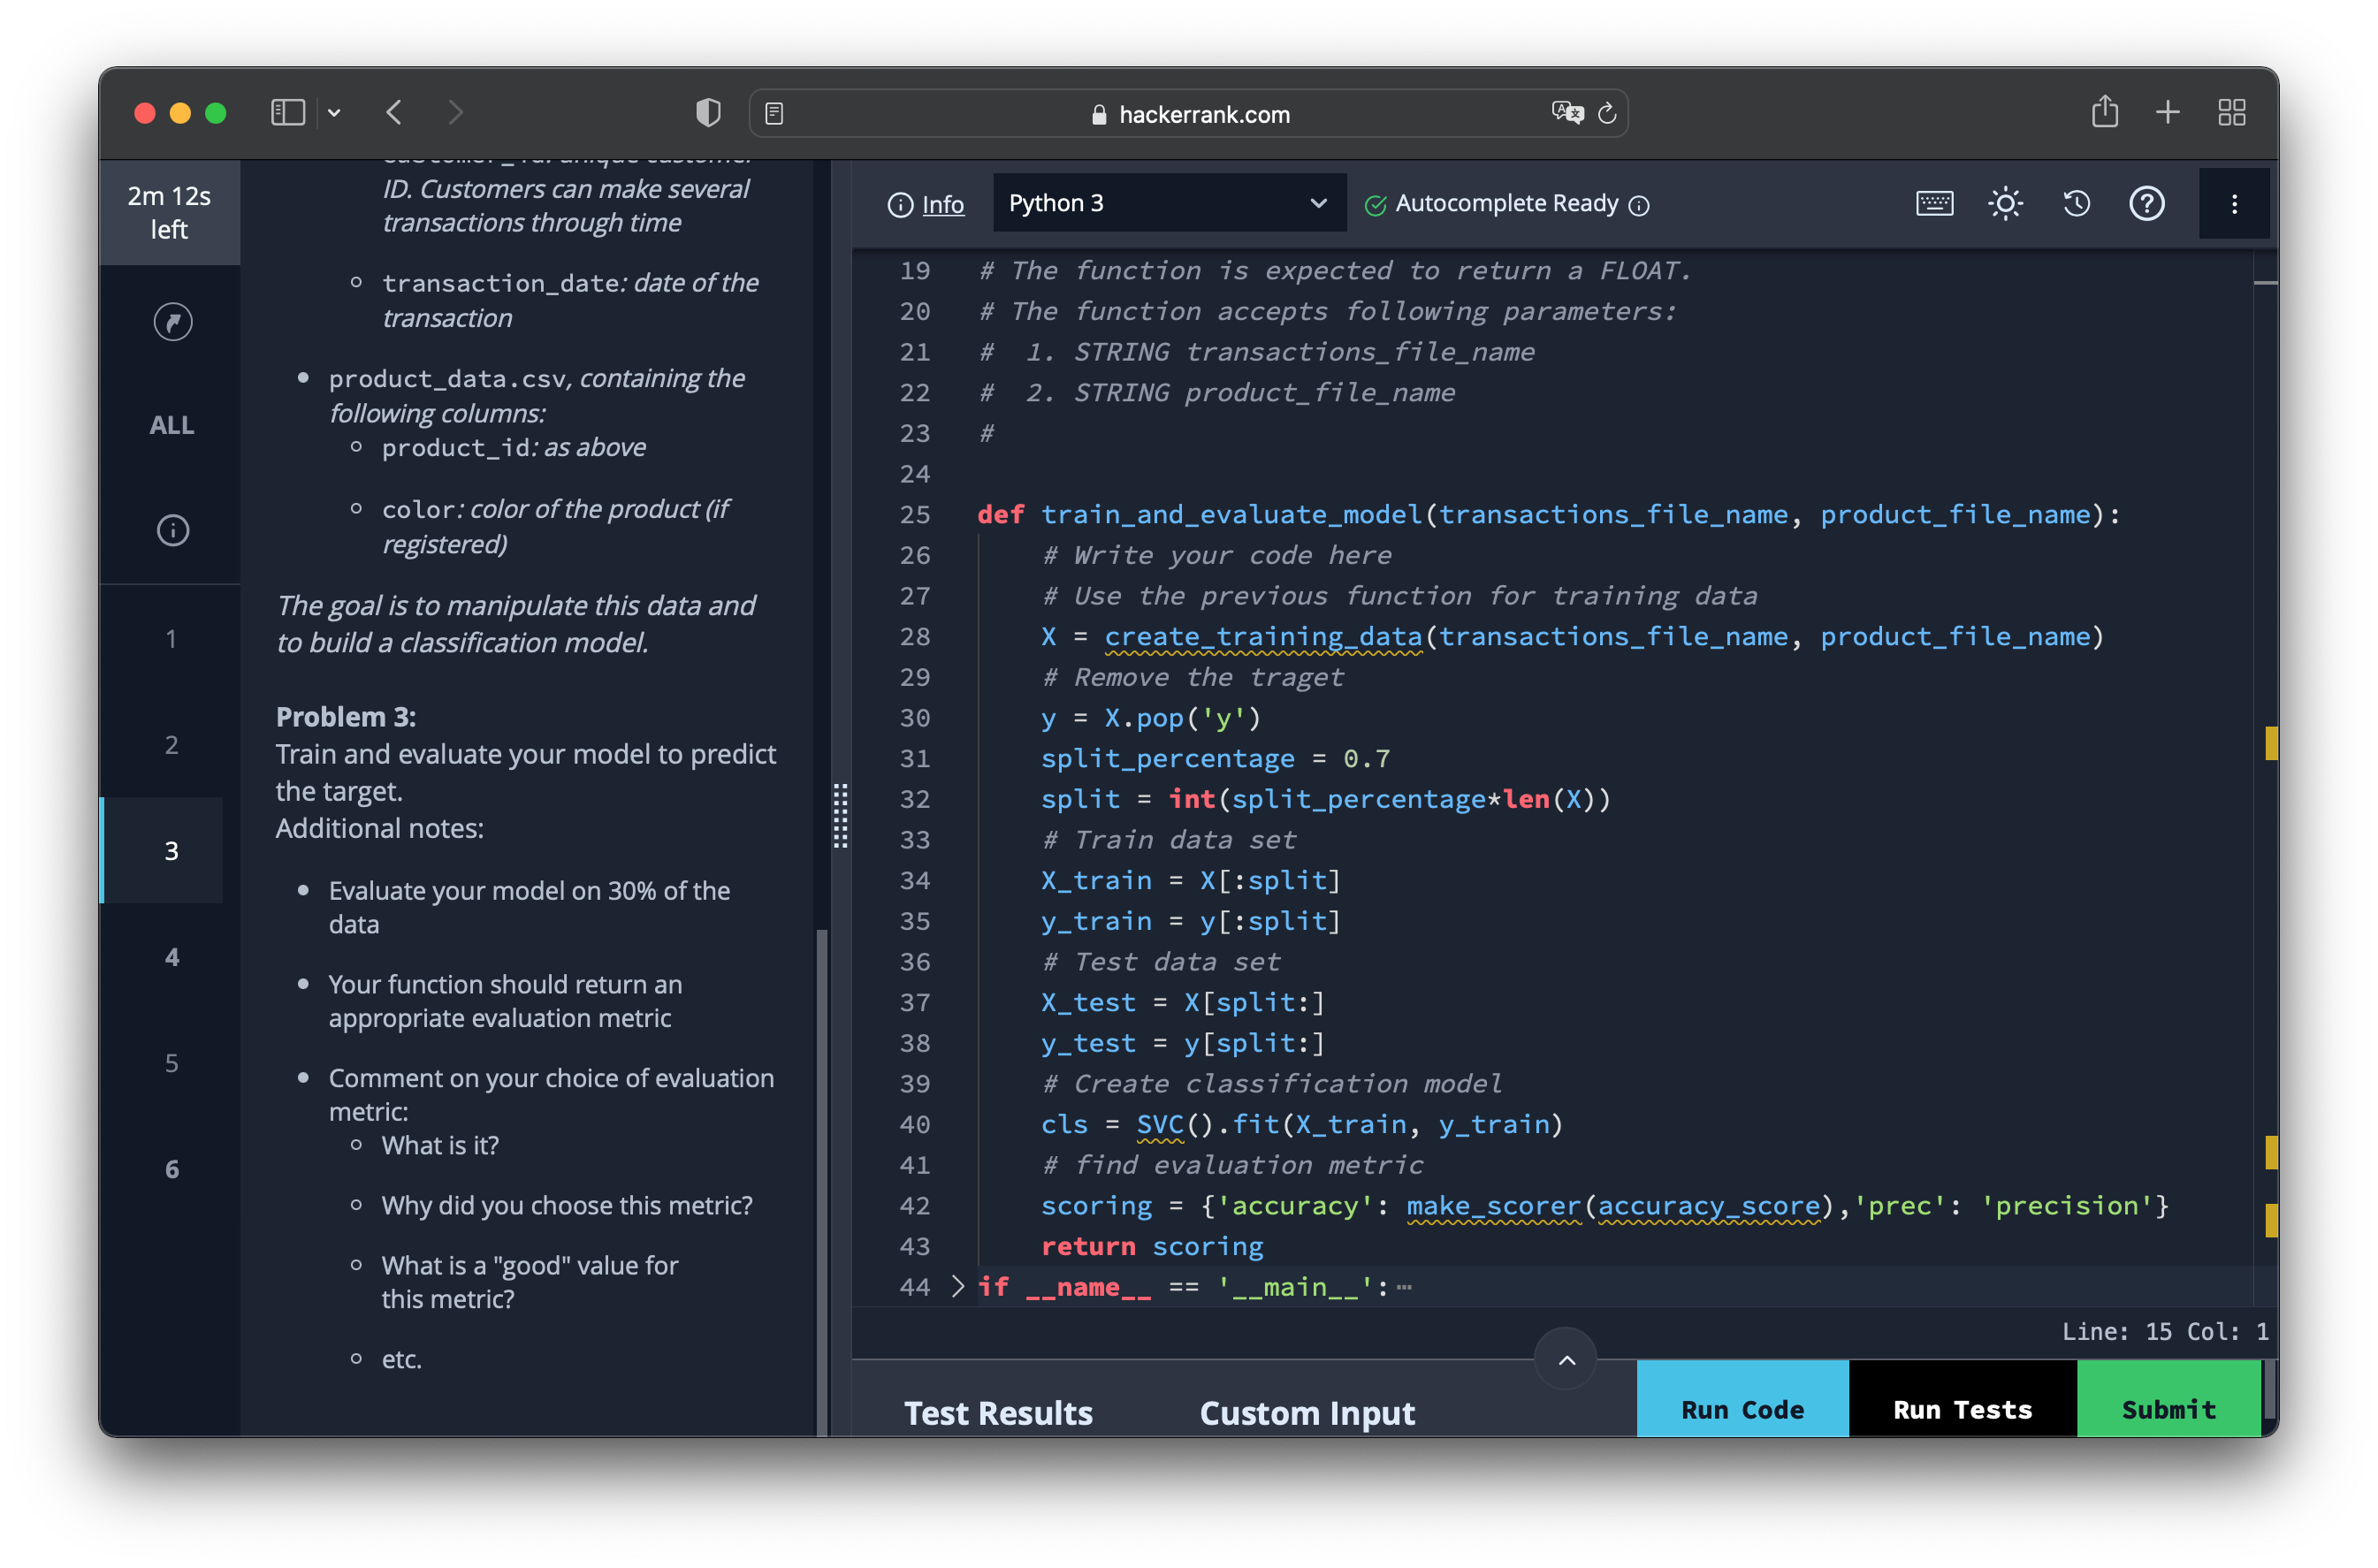 hackerrank.com
2m 12s
left
ALL
1
2
3
4
5
6
ID. Customers can make several
transactions through time
transaction_date: date of the
transaction
product_data.csv, containing the
following columns:
product_id: as above
color: color of the product (if
registered)
The goal is to manipulate this data and
to build a classification model.
Problem 3:
Train and evaluate your model to predict
the target.
Additional notes:
Evaluate your model on 30% of the
data
Your function should return an
appropriate evaluation metric
Comment on your choice of evaluation
metric:
What is it?
Why did you choose this metric?
What is a "good" value for
this metric?
etc.
Info
Python 3
Autocomplete Ready
19 # The function is expected to return a FLOAT.
20 # The function accepts following parameters:
21 #  1. STRING transactions_file_name
22 #  2. STRING product_file_name
23 #
24
25 def train_and_evaluate_model(transactions_file_name, product_file_name):
26     # Write your code here
27     # Use the previous function for training data
28     X = create_training_data(transactions_file_name, product_file_name)
29     # Remove the traget
30     y = X.pop('y')
31     split_percentage = 0.7
32     split = int(split_percentage*len(X))
33     # Train data set
34     X_train = X[:split]
35     y_train = y[:split]
36     # Test data set
37     X_test = X[split:]
38     y_test = y[split:]
39     # Create classification model
40     cls = SVC().fit(X_train, y_train)
41     # find evaluation metric
42     scoring = {'accuracy': make_scorer(accuracy_score),'prec': 'precision'}
43     return scoring
44 if __name__ == '__main__':
Line: 15 Col: 1
Test Results
Custom Input
Run Code
Run Tests
Submit